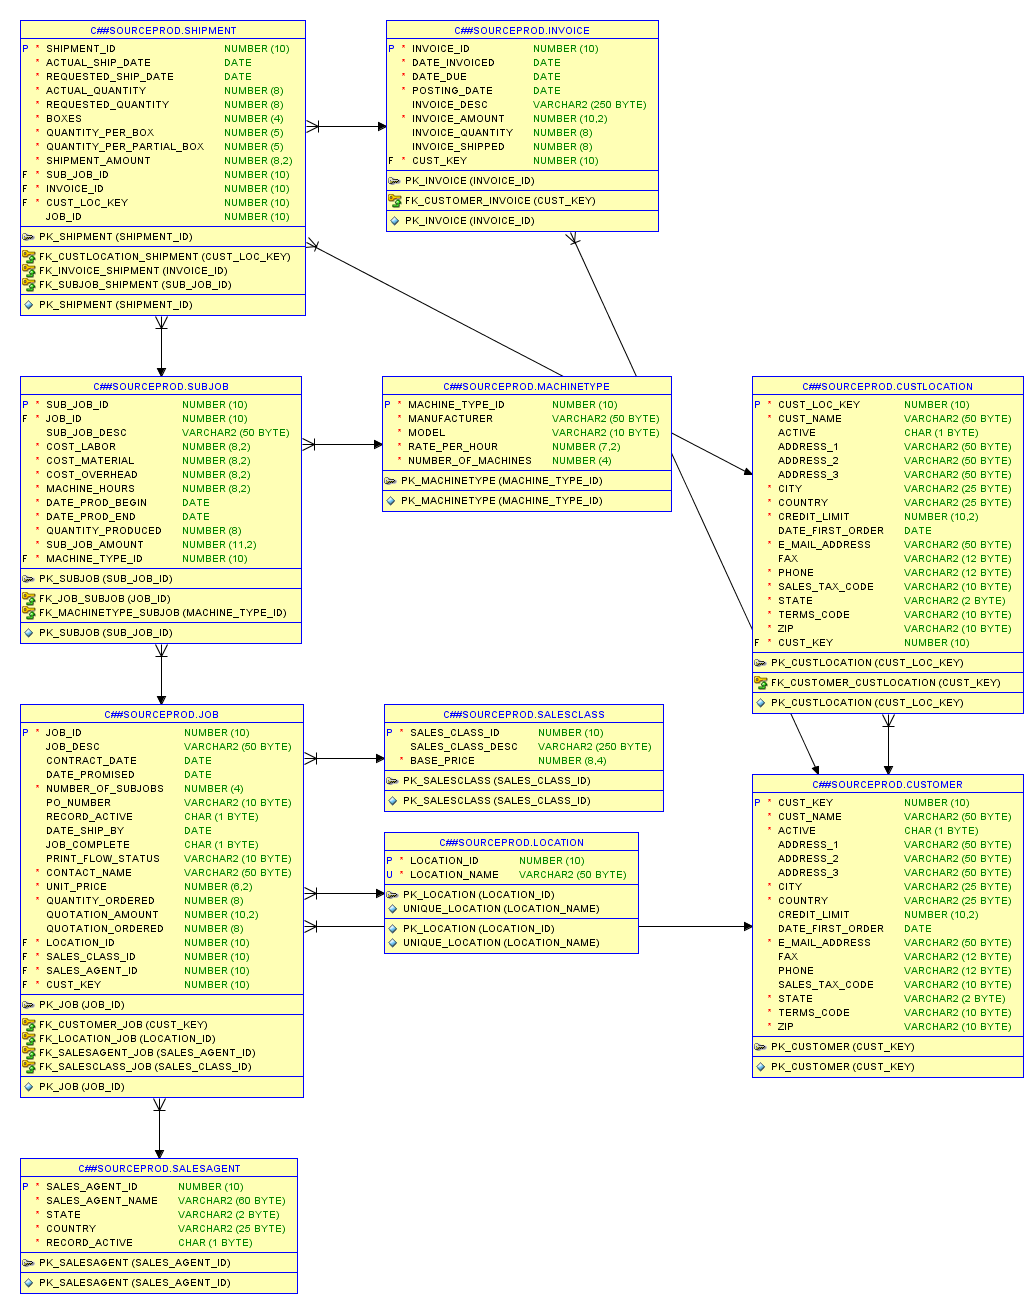 C##SOURCEPROD.SHIPMENT
P * SHIPMENT_ID NUMBER (10)
* ACTUAL_SHIP_DATE DATE
* REQUESTED_SHIP_DATE DATE
* ACTUAL_QUANTITY NUMBER (8)
* REQUESTED_QUANTITY NUMBER (8)
* BOXES NUMBER (4)
* QUANTITY_PER_BOX NUMBER (5)
* QUANTITY_PER_PARTIAL_BOX NUMBER (5)
* SHIPMENT_AMOUNT NUMBER (8,2)
F * SUB_JOB_ID NUMBER (10)
F * INVOICE_ID NUMBER (10)
F * CUST_LOC_KEY NUMBER (10)
JOB_ID NUMBER (10)
PK_SHIPMENT (SHIPMENT_ID)
FK_CUSTLOCATION_SHIPMENT (CUST_LOC_KEY)
FK_INVOICE_SHIPMENT (INVOICE_ID)
FK_SUBJOB_SHIPMENT (SUB_JOB_ID)
PK_SHIPMENT (SHIPMENT_ID)
C##SOURCEPROD.INVOICE
P * INVOICE_ID NUMBER (10)
* DATE_INVOICED DATE
* DATE_DUE DATE
* POSTING_DATE DATE
INVOICE_DESC VARCHAR2 (250 BYTE)
* INVOICE_AMOUNT NUMBER (10,2)
INVOICE_QUANTITY NUMBER (8)
INVOICE_SHIPPED NUMBER (8)
F * CUST_KEY NUMBER (10)
PK_INVOICE (INVOICE_ID)
FK_CUSTOMER_INVOICE (CUST_KEY)
PK_INVOICE (INVOICE_ID)
C##SOURCEPROD.SUBJOB
P * SUB_JOB_ID NUMBER (10)
F * JOB_ID NUMBER (10)
SUB_JOB_DESC VARCHAR2 (50 BYTE)
* COST_LABOR NUMBER (8,2)
* COST_MATERIAL NUMBER (8,2)
* COST_OVERHEAD NUMBER (8,2)
* MACHINE_HOURS NUMBER (8,2)
* DATE_PROD_BEGIN DATE
* DATE_PROD_END DATE
* QUANTITY_PRODUCED NUMBER (8)
* SUB_JOB_AMOUNT NUMBER (11,2)
F * MACHINE_TYPE_ID NUMBER (10)
PK_SUBJOB (SUB_JOB_ID)
FK_JOB_SUBJOB (JOB_ID)
FK_MACHINETYPE_SUBJOB (MACHINE_TYPE_ID)
PK_SUBJOB (SUB_JOB_ID)
C##SOURCEPROD.MACHINETYPE
P * MACHINE_TYPE_ID NUMBER (10)
* MANUFACTURER VARCHAR2 (50 BYTE)
* MODEL VARCHAR2 (10 BYTE)
* RATE_PER_HOUR NUMBER (7,2)
* NUMBER_OF_MACHINES NUMBER (4)
PK_MACHINETYPE (MACHINE_TYPE_ID)
PK_MACHINETYPE (MACHINE_TYPE_ID)
C##SOURCEPROD.CUSTLOCATION
P * CUST_LOC_KEY NUMBER (10)
* CUST_NAME VARCHAR2 (50 BYTE)
ACTIVE CHAR (1 BYTE)
ADDRESS_1 VARCHAR2 (50 BYTE)
ADDRESS_2 VARCHAR2 (50 BYTE)
ADDRESS_3 VARCHAR2 (50 BYTE)
* CITY VARCHAR2 (25 BYTE)
* COUNTRY VARCHAR2 (25 BYTE)
* CREDIT_LIMIT NUMBER (10,2)
DATE_FIRST_ORDER DATE
* E_MAIL_ADDRESS VARCHAR2 (50 BYTE)
FAX VARCHAR2 (12 BYTE)
* PHONE VARCHAR2 (12 BYTE)
* SALES_TAX_CODE VARCHAR2 (10 BYTE)
* STATE VARCHAR2 (2 BYTE)
* TERMS_CODE VARCHAR2 (10 BYTE)
* ZIP VARCHAR2 (10 BYTE)
F * CUST_KEY NUMBER (10)
PK_CUSTLOCATION (CUST_LOC_KEY)
FK_CUSTOMER_CUSTLOCATION (CUST_KEY)
PK_CUSTLOCATION (CUST_LOC_KEY)
C##SOURCEPROD.JOB
P * JOB_ID NUMBER (10)
JOB_DESC VARCHAR2 (50 BYTE)
CONTRACT_DATE DATE
DATE_PROMISED DATE
* NUMBER_OF_SUBJOBS NUMBER (4)
PO_NUMBER VARCHAR2 (10 BYTE)
RECORD_ACTIVE CHAR (1 BYTE)
DATE_SHIP_BY DATE
JOB_COMPLETE CHAR (1 BYTE)
PRINT_FLOW_STATUS VARCHAR2 (10 BYTE)
* CONTACT_NAME VARCHAR2 (50 BYTE)
* UNIT_PRICE NUMBER (6,2)
* QUANTITY_ORDERED NUMBER (8)
QUOTATION_AMOUNT NUMBER (10,2)
QUOTATION_ORDERED NUMBER (8)
F * LOCATION_ID NUMBER (10)
F * SALES_CLASS_ID NUMBER (10)
F * SALES_AGENT_ID NUMBER (10)
F * CUST_KEY NUMBER (10)
PK_JOB (JOB_ID)
FK_CUSTOMER_JOB (CUST_KEY)
FK_LOCATION_JOB (LOCATION_ID)
FK_SALESAGENT_JOB (SALES_AGENT_ID)
FK_SALESCLASS_JOB (SALES_CLASS_ID)
PK_JOB (JOB_ID)
C##SOURCEPROD.SALESCLASS
P * SALES_CLASS_ID NUMBER (10)
SALES_CLASS_DESC VARCHAR2 (250 BYTE)
* BASE_PRICE NUMBER (8,4)
PK_SALESCLASS (SALES_CLASS_ID)
PK_SALESCLASS (SALES_CLASS_ID)
C##SOURCEPROD.LOCATION
P * LOCATION_ID NUMBER (10)
U * LOCATION_NAME VARCHAR2 (50 BYTE)
PK_LOCATION (LOCATION_ID)
UNIQUE_LOCATION (LOCATION_NAME)
PK_LOCATION (LOCATION_ID)
UNIQUE_LOCATION (LOCATION_NAME)
C##SOURCEPROD.CUSTOMER
P * CUST_KEY NUMBER (10)
* CUST_NAME VARCHAR2 (50 BYTE)
* ACTIVE CHAR (1 BYTE)
ADDRESS_1 VARCHAR2 (50 BYTE)
ADDRESS_2 VARCHAR2 (50 BYTE)
ADDRESS_3 VARCHAR2 (50 BYTE)
* CITY VARCHAR2 (25 BYTE)
* COUNTRY VARCHAR2 (25 BYTE)
CREDIT_LIMIT NUMBER (10,2)
DATE_FIRST_ORDER DATE
* E_MAIL_ADDRESS VARCHAR2 (50 BYTE)
FAX VARCHAR2 (12 BYTE)
PHONE VARCHAR2 (12 BYTE)
SALES_TAX_CODE VARCHAR2 (10 BYTE)
* STATE VARCHAR2 (2 BYTE)
* TERMS_CODE VARCHAR2 (10 BYTE)
* ZIP VARCHAR2 (10 BYTE)
PK_CUSTOMER (CUST_KEY)
PK_CUSTOMER (CUST_KEY)
C##SOURCEPROD.SALESAGENT
P * SALES_AGENT_ID NUMBER (10)
* SALES_AGENT_NAME VARCHAR2 (60 BYTE)
* STATE VARCHAR2 (2 BYTE)
* COUNTRY VARCHAR2 (25 BYTE)
* RECORD_ACTIVE CHAR (1 BYTE)
PK_SALESAGENT (SALES_AGENT_ID)
PK_SALESAGENT (SALES_AGENT_ID)